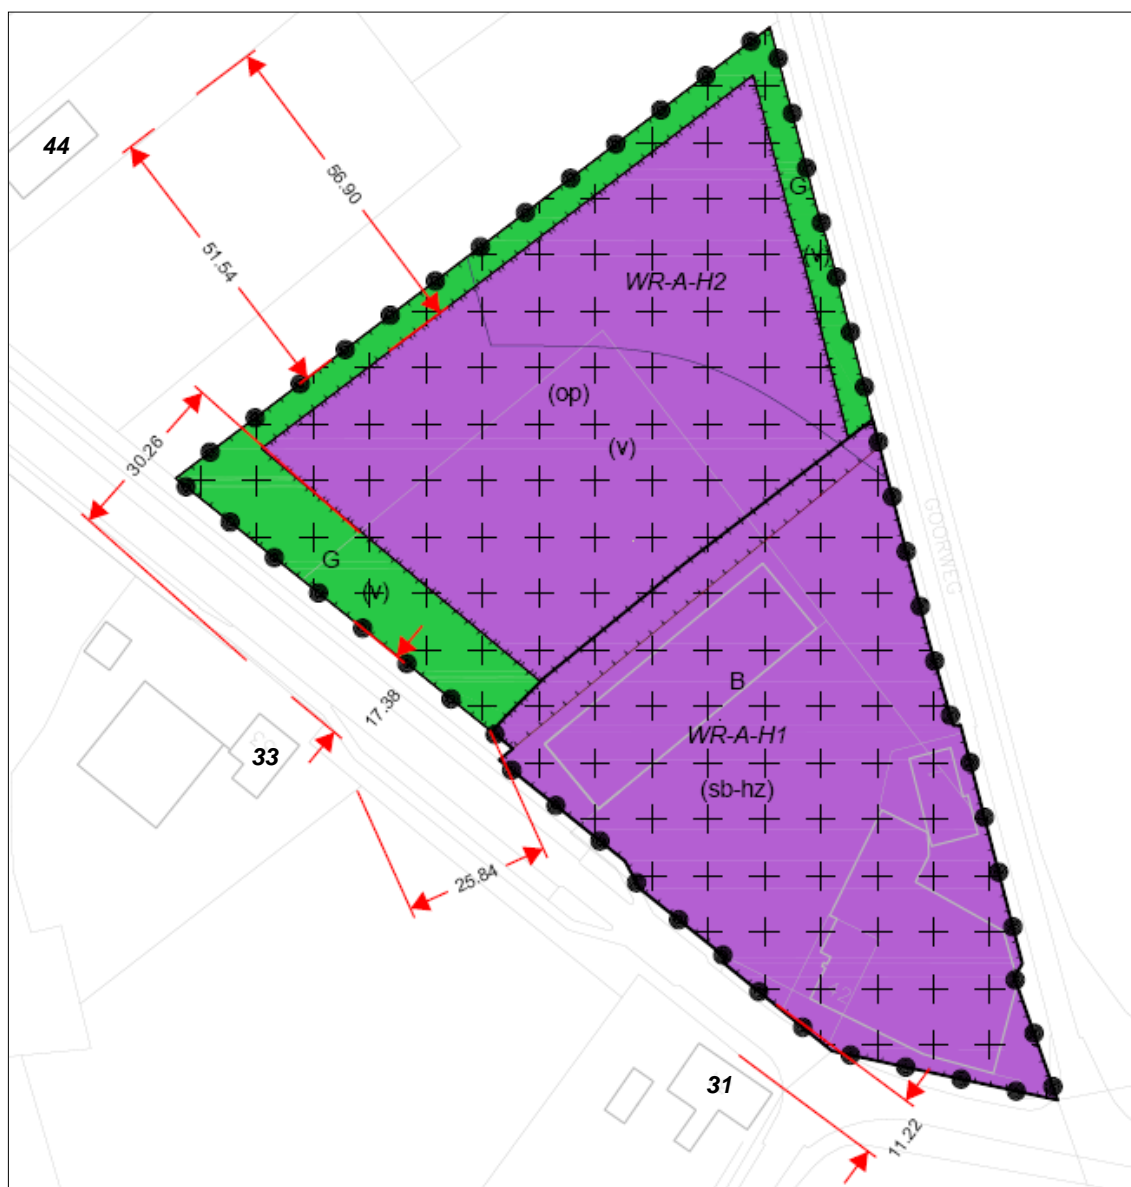 44
56.90
51.54
G
(v)
WR-A-H2
(op)
(v)
30.26
GOORWEG
G
(v)
17.38
33
B
WR-A-H1
(sb-hz)
25.84
12
31
11.22